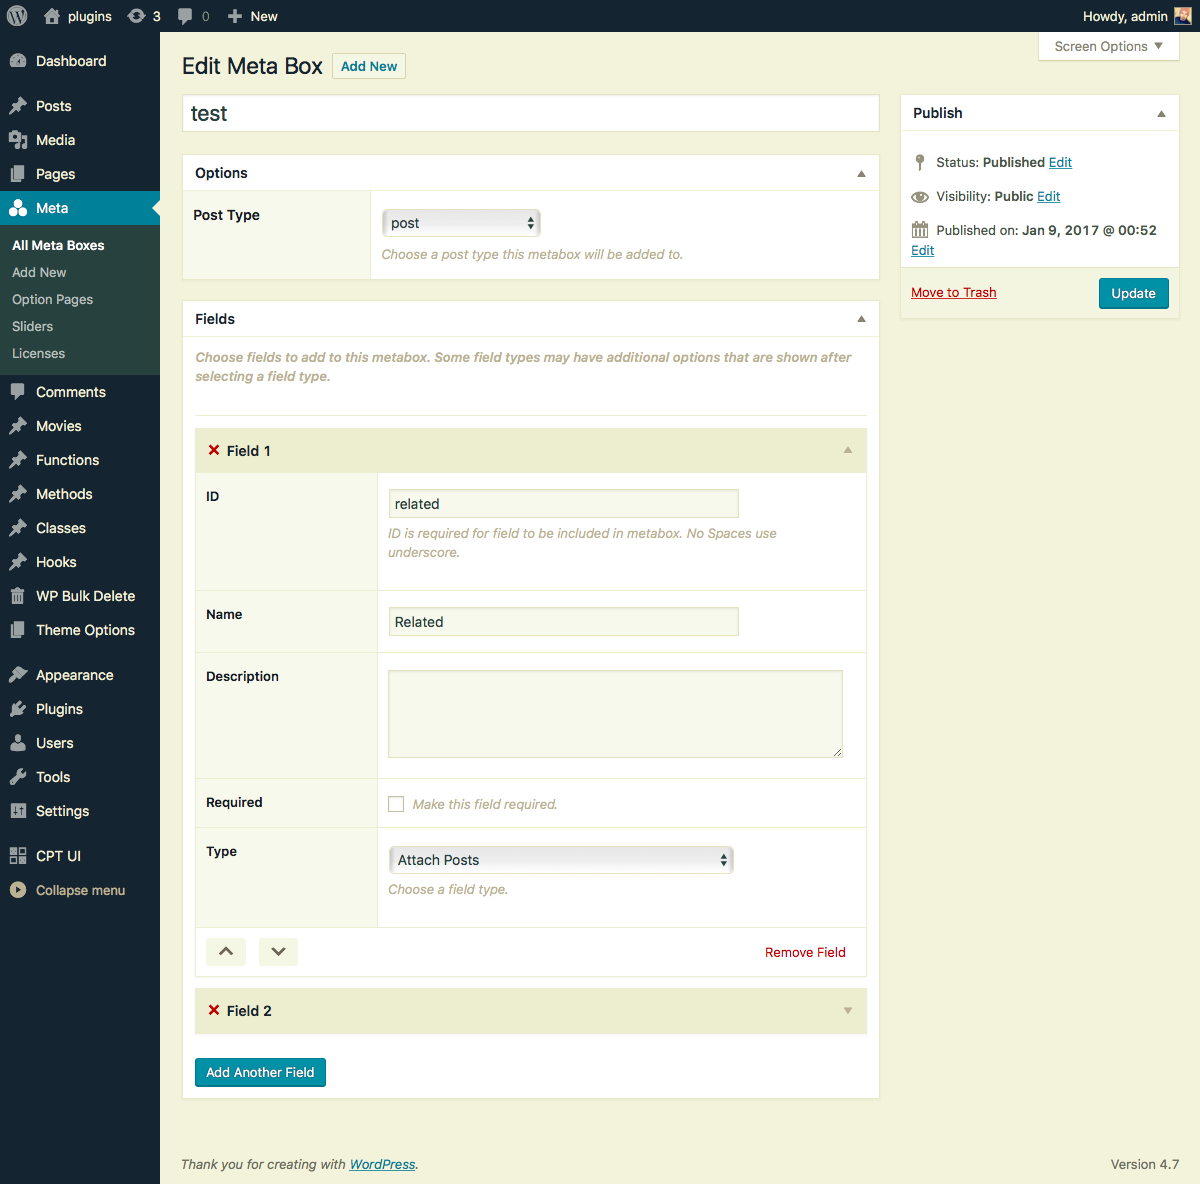 plugins 3 0 New Howdy, admin
Screen Options
Dashboard
Posts
Media
Pages
Meta
All Meta Boxes
Add New
Option Pages
Sliders
Licenses
Comments
Movies
Functions
Methods
Classes
Hooks
WP Bulk Delete
Theme Options
Appearance
Plugins
Users
Tools
Settings
CPT UI
Collapse menu
Edit Meta Box Add New
test
Options
Post Type
post
Choose a post type this metabox will be added to.
Fields
Choose fields to add to this metabox. Some field types may have additional options that are shown after
selecting a field type.
Field 1
ID
related
ID is required for field to be included in metabox. No Spaces use
underscore.
Name
Related
Description
Required
Make this field required.
Type
Attach Posts
Choose a field type.
Remove Field
Field 2
Add Another Field
Publish
Status: Published Edit
Visibility: Public Edit
Published on: Jan 9, 2017 @ 00:52
Edit
Move to Trash
Update
Thank you for creating with WordPress.
Version 4.7